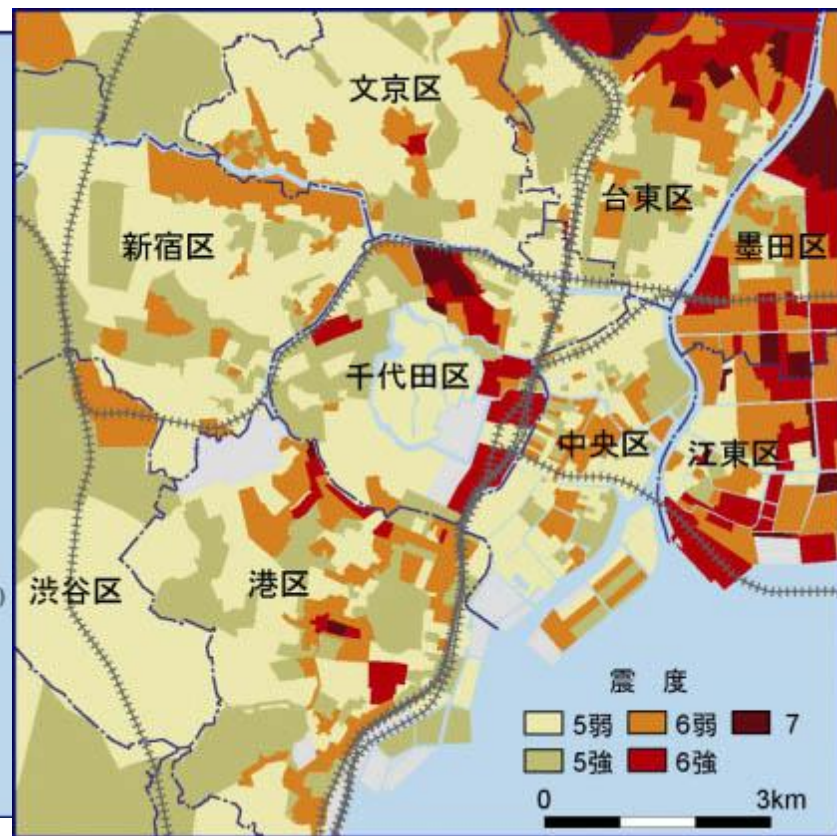 文京区
台東区
新宿区
墨田区
千代田区
中央区
江東区
渋谷区
港区
)
震 度
5弱 6弱 7
5強 6強
0 3km